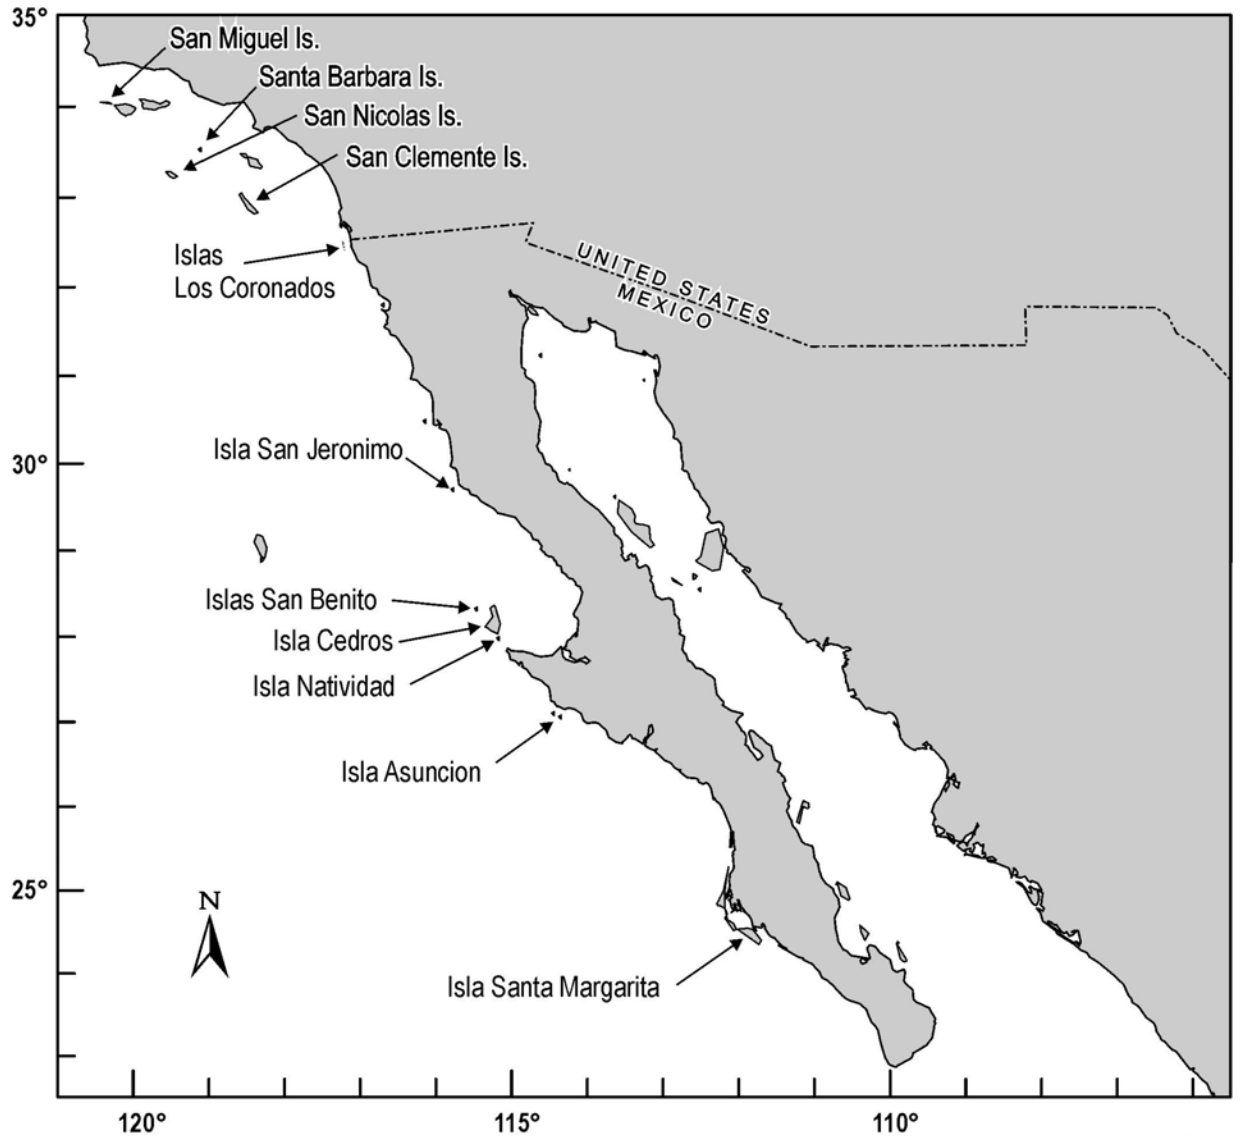 35°
San Miguel Is.
Santa Barbara Is.
San Nicolas Is.
San Clemente Is.
Islas
Los Coronados
UNITED STATES
MEXICO
Isla San Jeronimo
30°
Islas San Benito
Isla Cedros
Isla Natividad
Isla Asuncion
25°
N
Isla Santa Margarita
120°
115°
110°